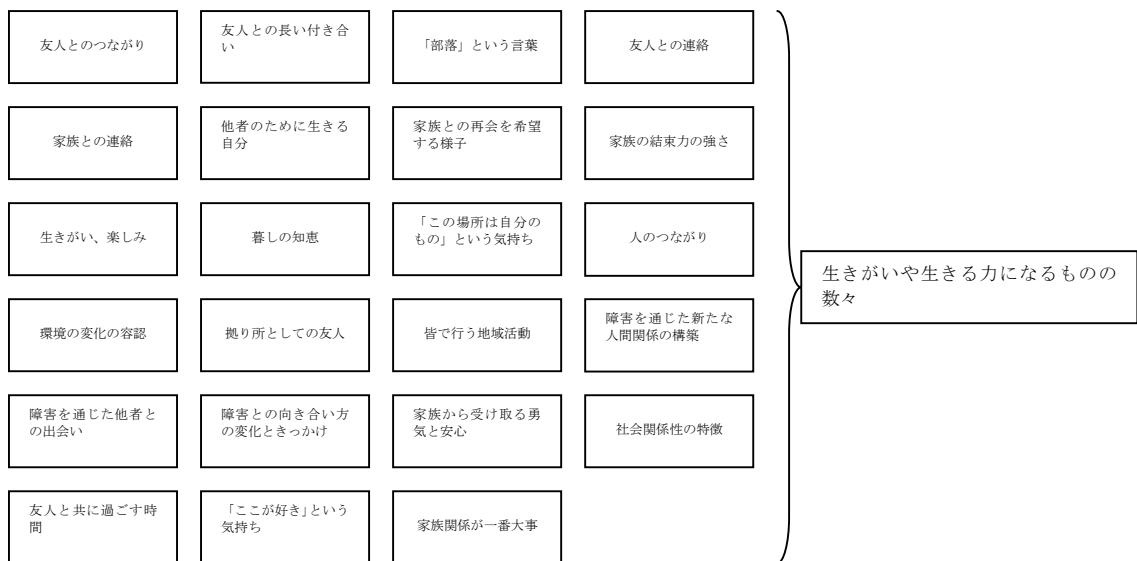 友人とのつながり
友人との長い付き合
い
「部落」という言葉
友人との連絡
家族との連絡
他者のために生きる
自分
家族との再会を希望
する様子
家族の結束力の強さ
生きがい、楽しみ
暮しの知恵
「この場所は自分の
もの」という気持ち
人のつながり
環境の変化の容認
拠り所としての友人
皆で行う地域活動
障害を通じた新たな
人間関係の構築
障害を通じた他者と
の出会い
障害との向き合い方
の変化ときっかけ
家族から受け取る勇
気と安心
社会関係性の特徴
友人と共に過ごす時
間
「ここが好き」という
気持ち
家族関係が一番大事
生きがいや生きる力になるものの
数々